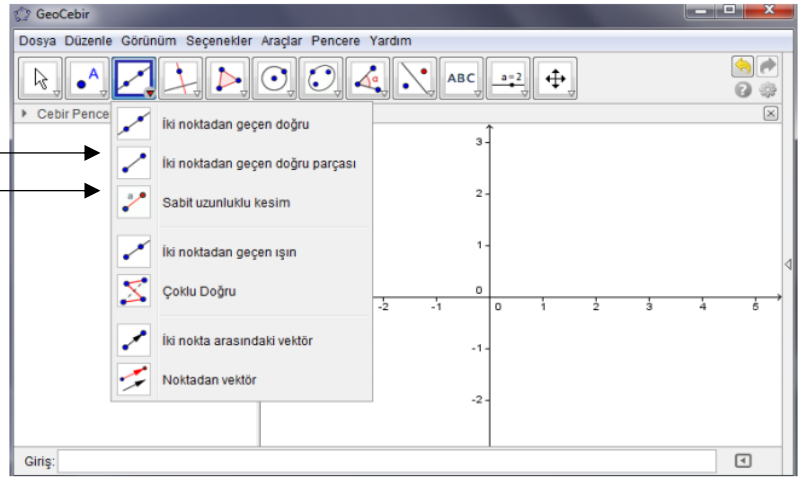 GeoCebir
Dosya Düzenle Görünüm Seçenekler Araçlar Pencere Yardım
A
α
ABC
a=2
Cebir Pence
İki noktadan geçen doğru
İki noktadan geçen doğru parçası
a
Sabit uzunluklu kesim
İki noktadan geçen ışın
Çoklu Doğru
İki nokta arasındaki vektör
Noktadan vektör
3
2
1
0
-2 -1 0 1 2 3 4 5
-1
-2
Giriş: